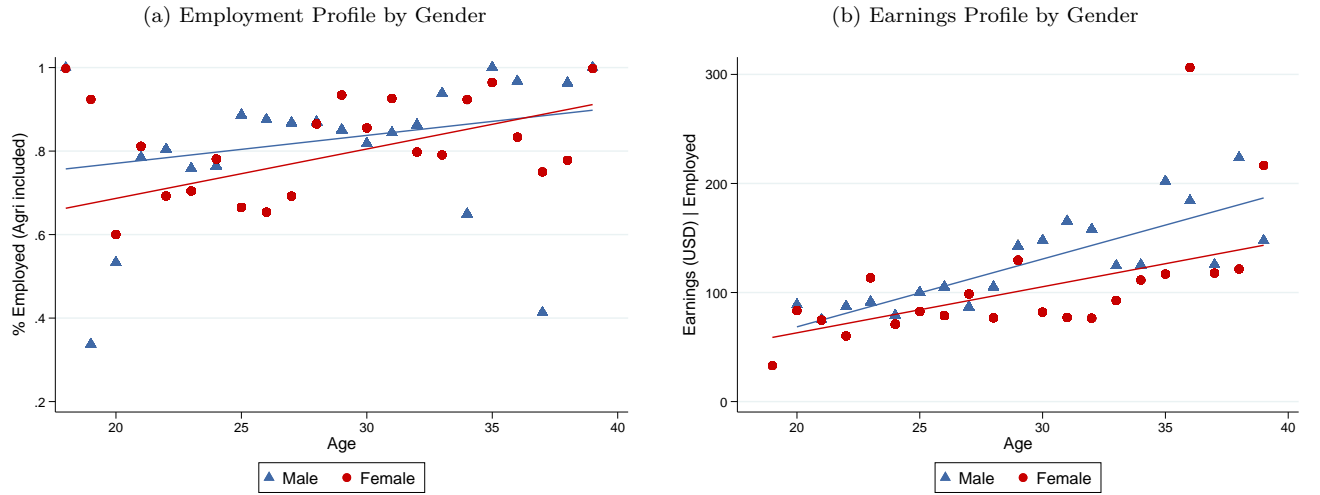 (a) Employment Profile by Gender
% Employed (Agri included)
1
.8
.6
.4
.2
20 25 30 35 40
Age
Male Female
(b) Earnings Profile by Gender
Earnings (USD) | Employed
300
200
100
0
20 25 30 35 40
Age
Male Female